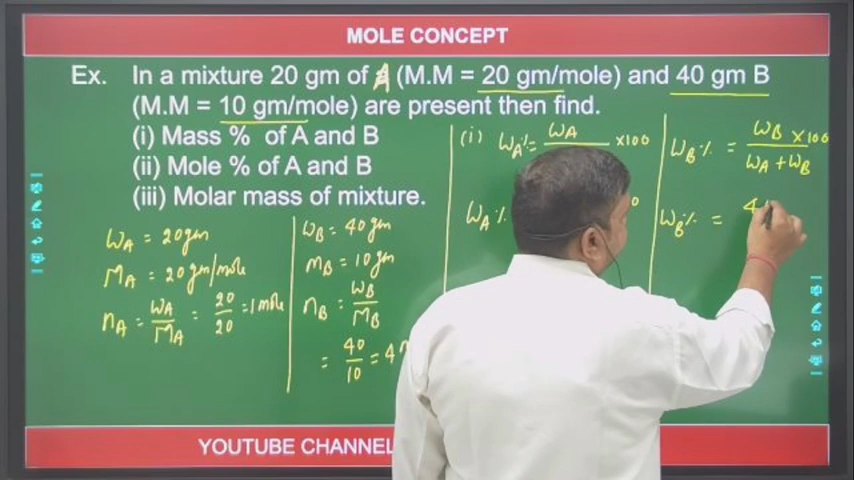 MOLE CONCEPT
Ex. In a mixture 20 gm of A (M.M = 20 gm/mole) and 40 gm B
(M.M = 10 gm/mole) are present then find.
(i) Mass % of A and B
(ii) Mole % of A and B
(iii) Molar mass of mixture.
WA = 20gm
MA = 20gm/mole
nA = WA/MA = 20/20 = 1mole
WB = 40gm
mB = 10gm
nB = WB/MB
= 40/10 = 4
(i) WA% = WA x100
WA%
WB% = WB x100/WA + WB
WB% = 4
YOUTUBE CHANNEL